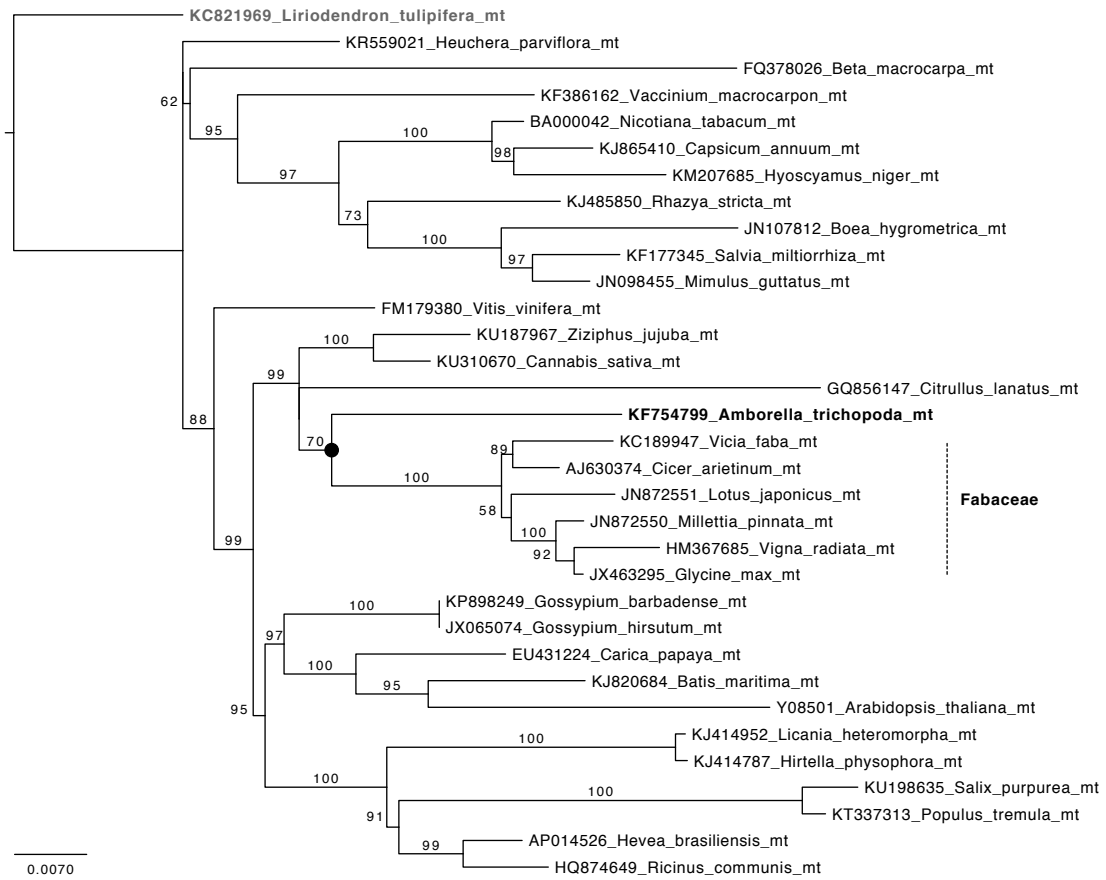 KC821969_Liriodendron_tulipifera_mt
KR559021_Heuchera_parviflora_mt
FQ378026_Beta_macrocarpa_mt
62
KF386162_Vaccinium_macrocarpon_mt
95
BA000042_Nicotiana_tabacum_mt
100
KJ865410_Capsicum_annuum_mt
98
KM207685_Hyoscyamus_niger_mt
97
KJ485850_Rhazya_stricta_mt
73
JN107812_Boea_hygrometrica_mt
100
KF177345_Salvia_miltiorrhiza_mt
97
JN098455_Mimulus_guttatus_mt
FM179380_Vitis_vinifera_mt
KU187967_Ziziphus_jujuba_mt
100
KU310670_Cannabis_sativa_mt
99
GQ856147_Citrullus_lanatus_mt
KF754799_Amborella_trichopoda_mt
88
70
KC189947_Vicia_faba_mt
89
AJ630374_Cicer_arietinum_mt
100
JN872551_Lotus_japonicus_mt
Fabaceae
58
JN872550_Millettia_pinnata_mt
100
HM367685_Vigna_radiata_mt
92
99
JX463295_Glycine_max_mt
KP898249_Gossypium_barbadense_mt
100
JX065074_Gossypium_hirsutum_mt
97
EU431224_Carica_papaya_mt
100
KJ820684_Batis_maritima_mt
95
Y08501_Arabidopsis_thaliana_mt
95
KJ414952_Licania_heteromorpha_mt
100
KJ414787_Hirtella_physophora_mt
100
KU198635_Salix_purpurea_mt
100
KT337313_Populus_tremula_mt
91
AP014526_Hevea_brasiliensis_mt
99
HQ874649_Ricinus_communis_mt
0.0070